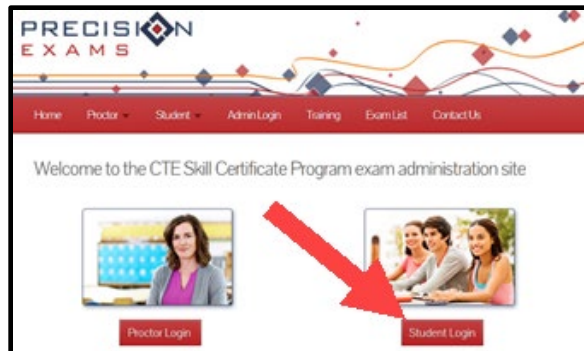 PRECISION
EXAMS
Home Proctor Student Admin Login Training Exam List Contact Us
Welcome to the CTE Skill Certificate Program exam administration site
Proctor Login Student Login